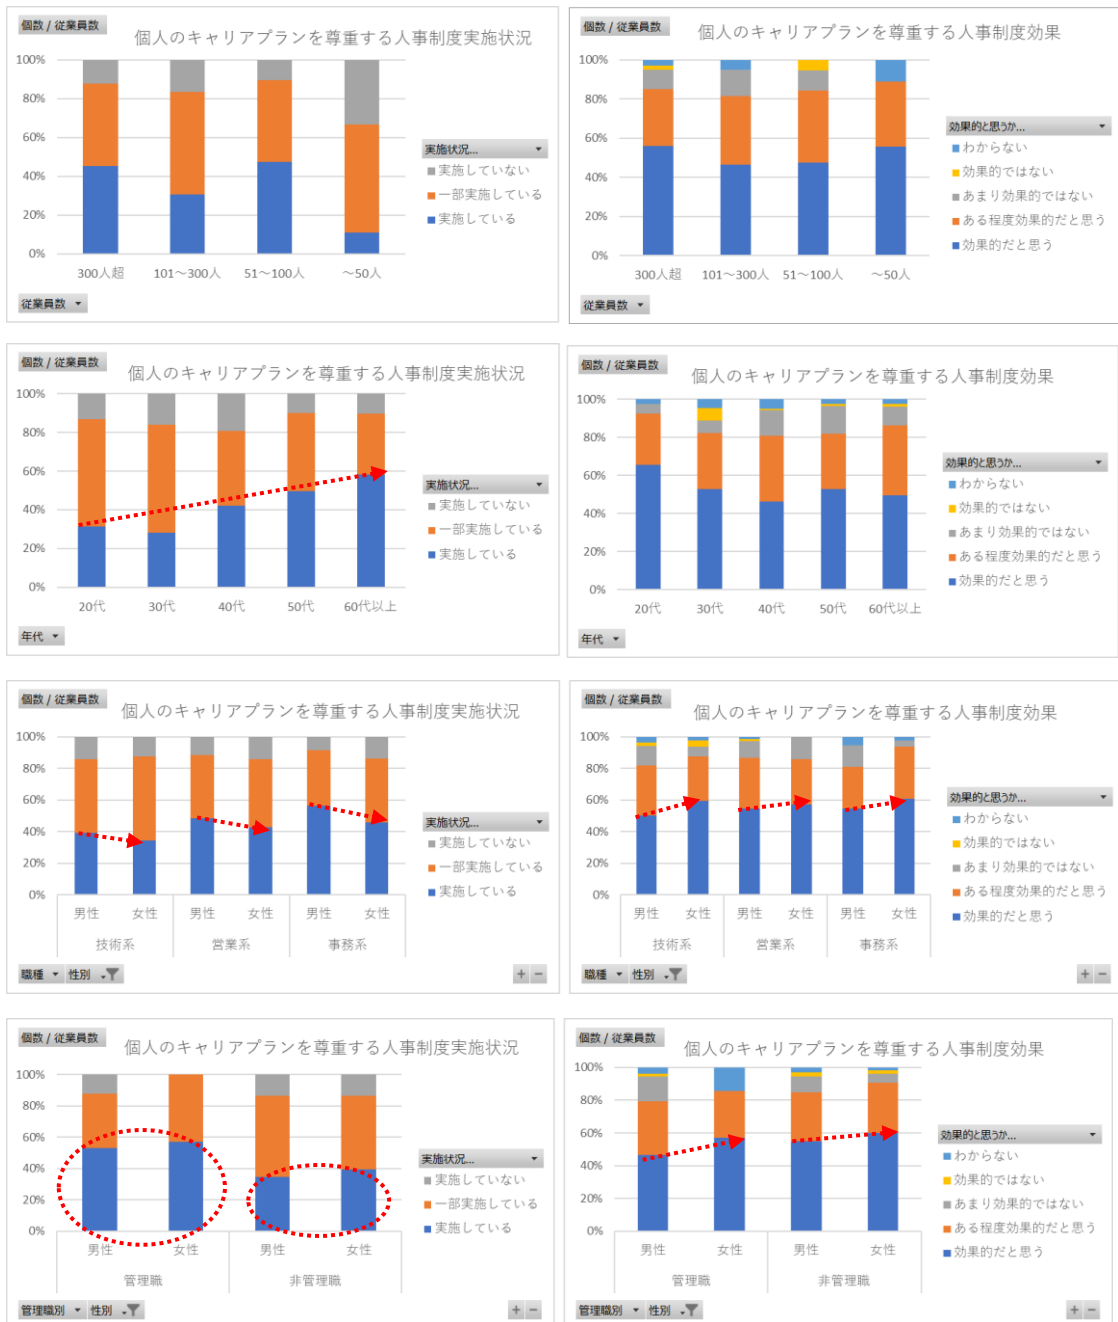 個数 / 従業員数
個人のキャリアプランを尊重する人事制度実施状況
100%
80%
60%
40%
20%
0%
300人超 101～300人 51～100人 ～50人
実施状況...
実施していない
一部実施している
実施している
従業員数
個数 / 従業員数
個人のキャリアプランを尊重する人事制度効果
100%
80%
60%
40%
20%
0%
300人超 101～300人 51～100人 ～50人
効果的と思うか...
わからない
効果的ではない
あまり効果的ではない
ある程度効果的だと思う
効果的だと思う
従業員数
個数 / 従業員数
個人のキャリアプランを尊重する人事制度実施状況
100%
80%
60%
40%
20%
0%
20代 30代 40代 50代 60代以上
実施状況...
実施していない
一部実施している
実施している
年代
個数 / 従業員数
個人のキャリアプランを尊重する人事制度効果
100%
80%
60%
40%
20%
0%
20代 30代 40代 50代 60代以上
効果的と思うか...
わからない
効果的ではない
あまり効果的ではない
ある程度効果的だと思う
効果的だと思う
年代
個数 / 従業員数
個人のキャリアプランを尊重する人事制度実施状況
100%
80%
60%
40%
20%
0%
男性 女性 男性 女性 男性 女性
技術系 営業系 事務系
実施状況...
実施していない
一部実施している
実施している
職種 性別
+ −
個数 / 従業員数
個人のキャリアプランを尊重する人事制度効果
100%
80%
60%
40%
20%
0%
男性 女性 男性 女性 男性 女性
技術系 営業系 事務系
効果的と思うか...
わからない
効果的ではない
あまり効果的ではない
ある程度効果的だと思う
効果的だと思う
職種 性別
+ −
個数 / 従業員数
個人のキャリアプランを尊重する人事制度実施状況
100%
80%
60%
40%
20%
0%
男性 女性 男性 女性
管理職 非管理職
実施状況...
実施していない
一部実施している
実施している
管理職別 性別
+ −
個数 / 従業員数
個人のキャリアプランを尊重する人事制度効果
100%
80%
60%
40%
20%
0%
男性 女性 男性 女性
管理職 非管理職
効果的と思うか...
わからない
効果的ではない
あまり効果的ではない
ある程度効果的だと思う
効果的だと思う
管理職別 性別
+ −